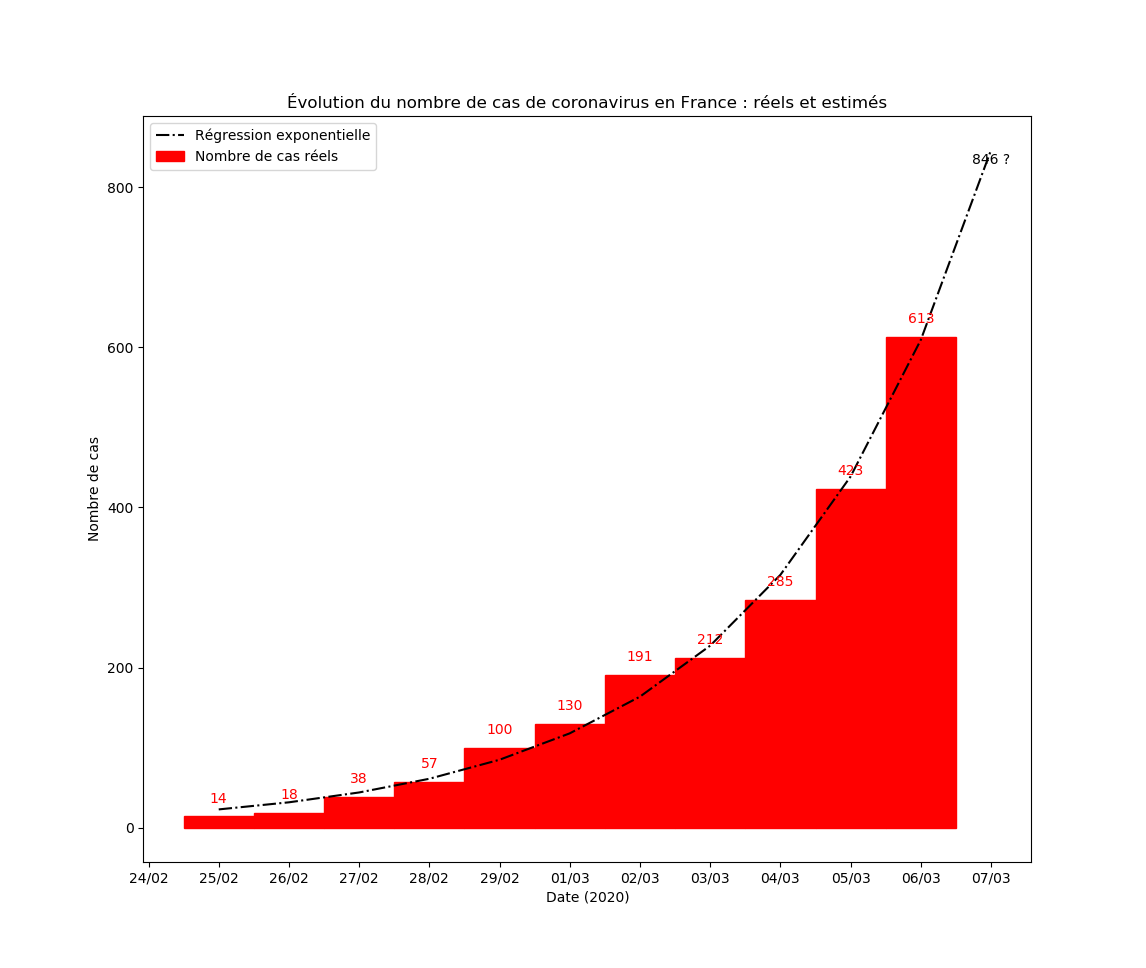 Évolution du nombre de cas de coronavirus en France : réels et estimés
Régression exponentielle
Nombre de cas réels
846 ?
800
613
600
423
400
285
212
191
200
130
100
57
38
18
14
0
Nombre de cas
24/02 25/02 26/02 27/02 28/02 29/02 01/03 02/03 03/03 04/03 05/03 06/03 07/03
Date (2020)